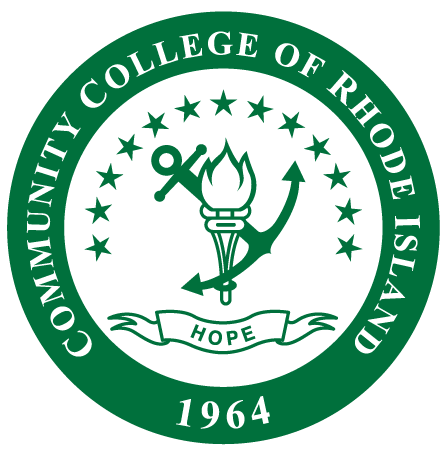 COMMUNITY COLLEGE OF RHODE ISLAND
HOPE
1964